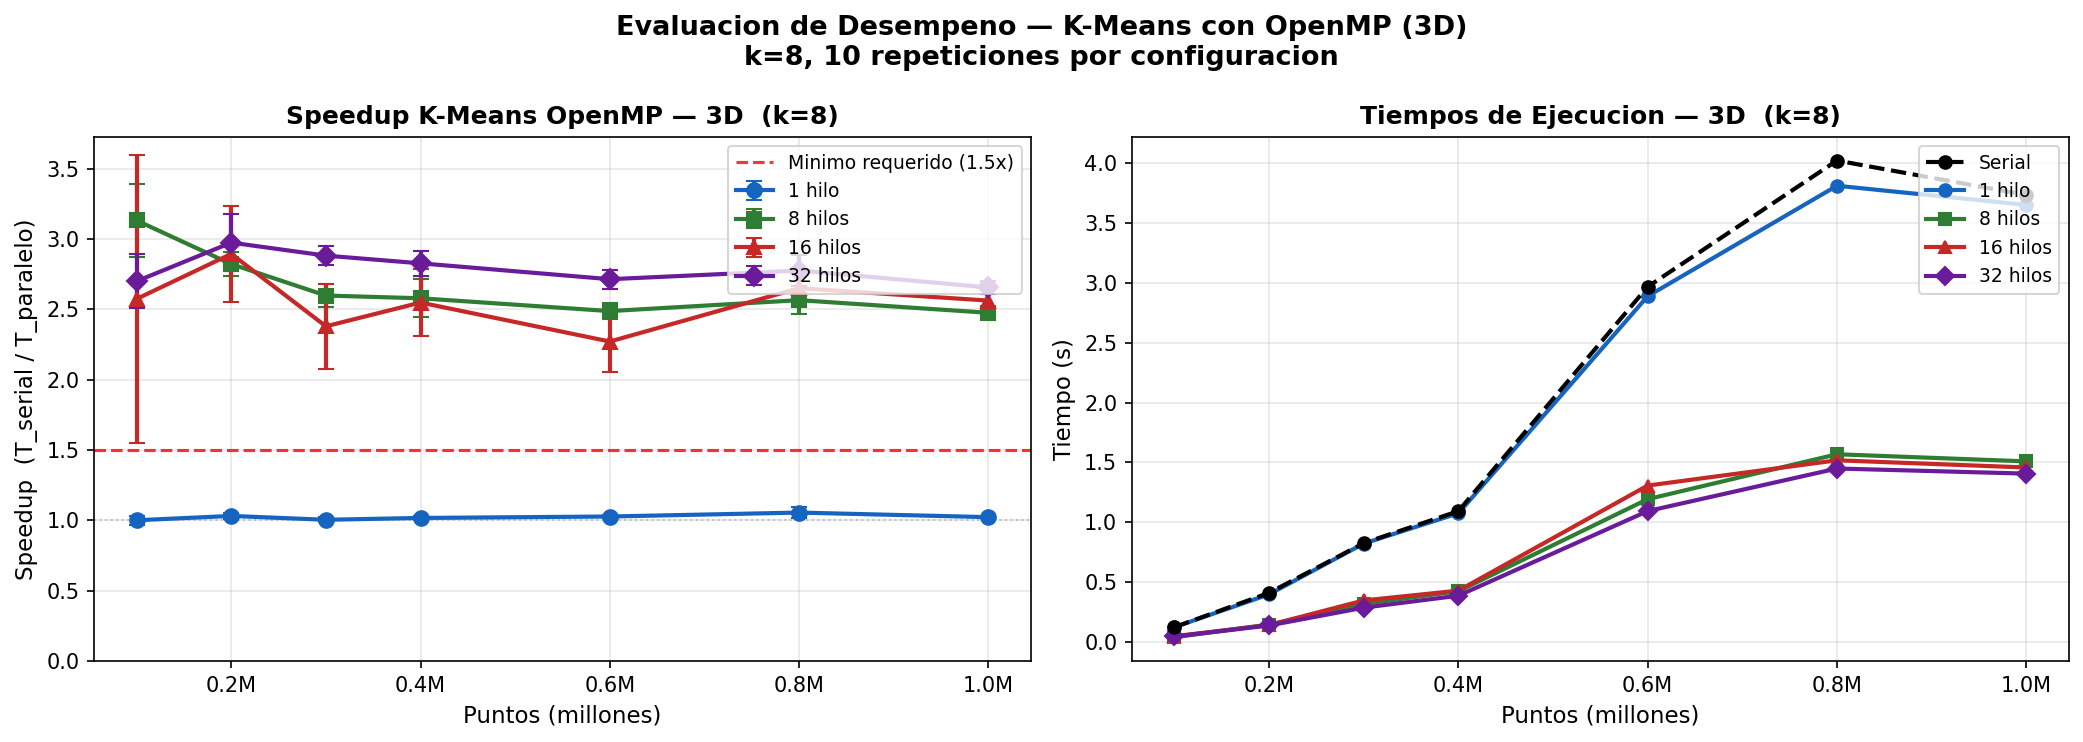 Evaluacion de Desempeno — K-Means con OpenMP (3D)
k=8, 10 repeticiones por configuracion
Speedup K-Means OpenMP — 3D  (k=8)
Speedup  (T_serial / T_paralelo)
3.5
3.0
2.5
2.0
1.5
1.0
0.5
0.0
0.2M
0.4M
0.6M
0.8M
1.0M
Puntos (millones)
Minimo requerido (1.5x)
1 hilo
8 hilos
16 hilos
32 hilos
Tiempos de Ejecucion — 3D  (k=8)
Tiempo (s)
4.0
3.5
3.0
2.5
2.0
1.5
1.0
0.5
0.0
0.2M
0.4M
0.6M
0.8M
1.0M
Puntos (millones)
Serial
1 hilo
8 hilos
16 hilos
32 hilos